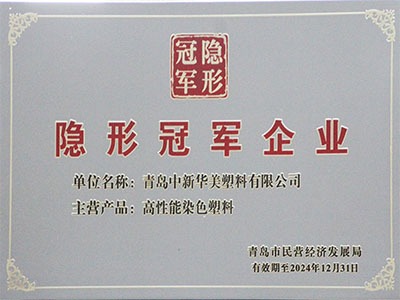 隐形
冠军
隐形冠军企业
单位名称：青岛中新华美塑料有限公司
主营产品：高性能染色塑料
青岛市民营经济发展局
有效期至2024年12月31日